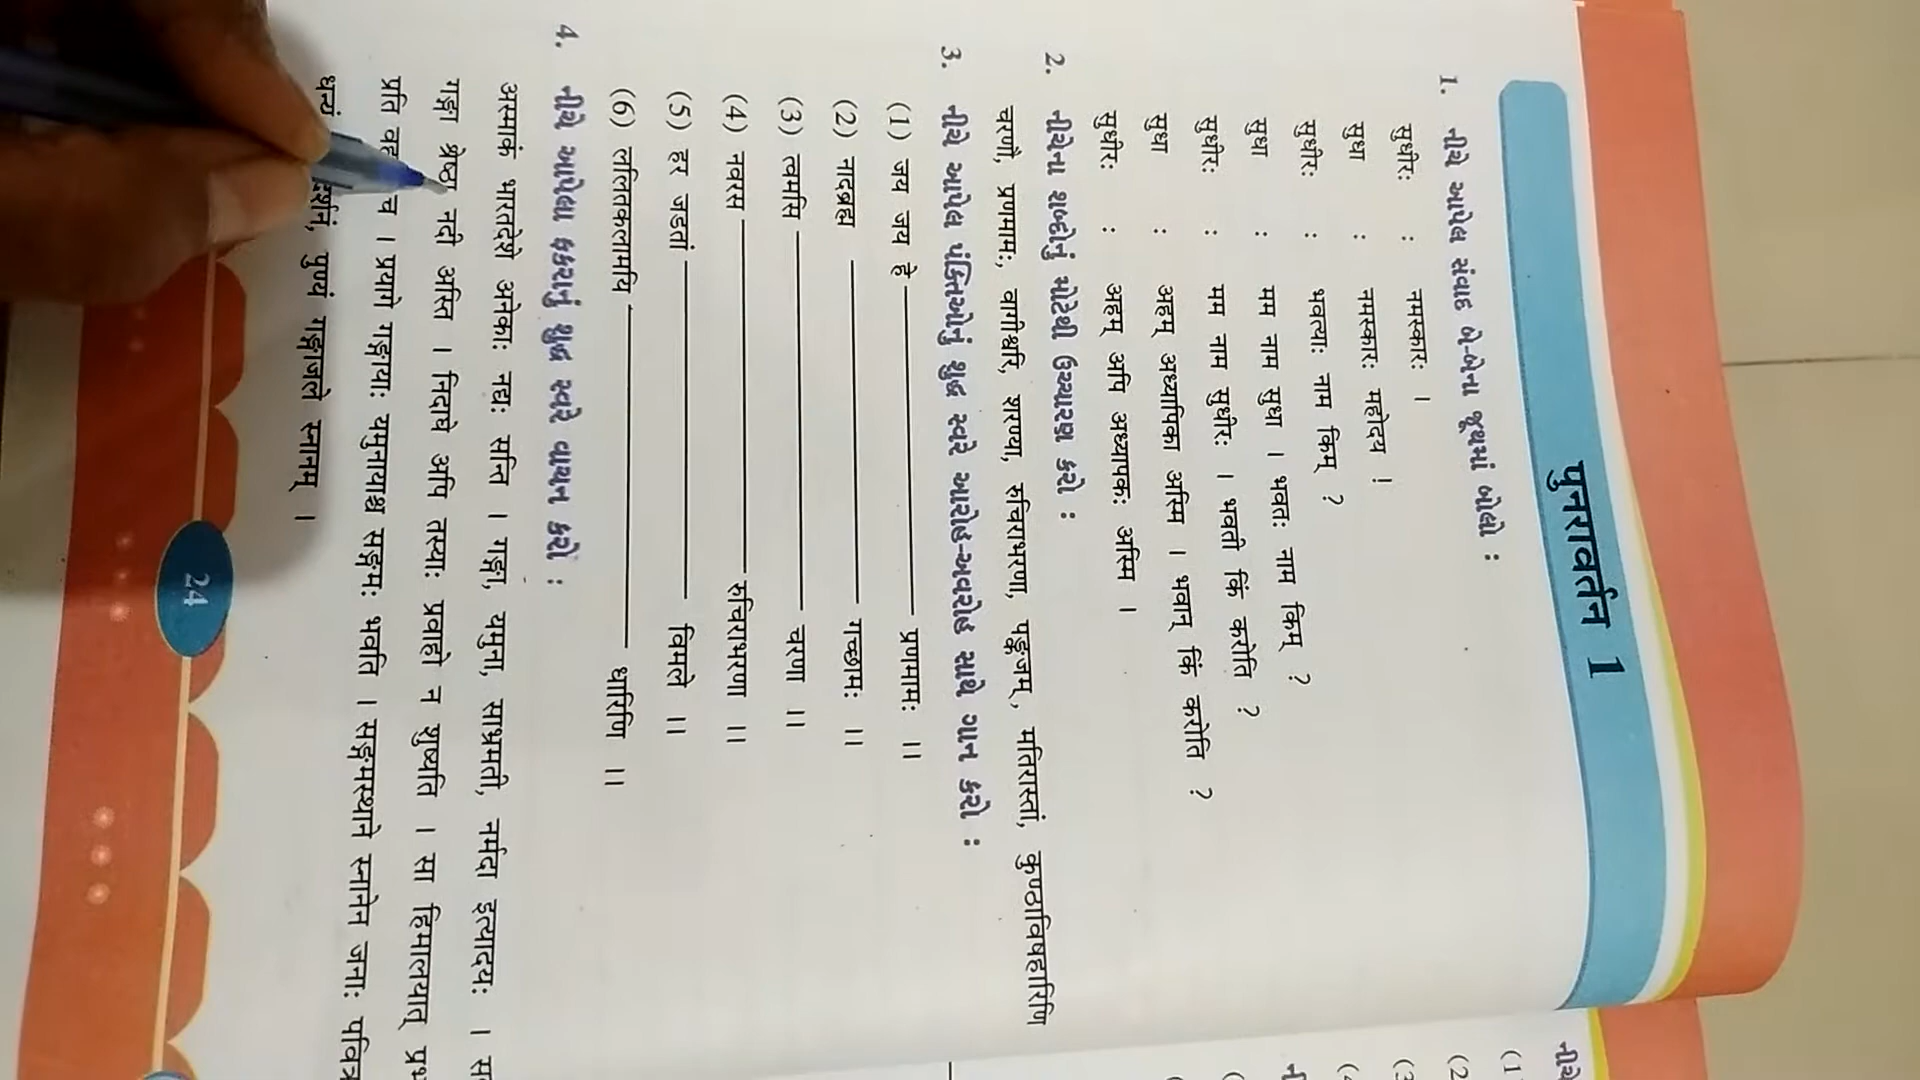 पुनरावर्तन 1
1. નીચે આપેલ સંવાદ બે-બેના જૂથમાં બોલો :
सुधीरः : नमस्कारः ।
सुधा : नमस्कारः महोदय !
सुधीरः : भवत्याः नाम किम् ?
सुधा : मम नाम सुधा । भवतः नाम किम् ?
सुधीरः : मम नाम सुधीरः । भवती किं करोति ?
सुधा : अहम् अध्यापिका अस्मि । भवान् किं करोति ?
सुधीरः : अहम् अपि अध्यापकः अस्मि ।
2. નીચેના શબ્દોનું મોટેથી ઉચ્ચારણ કરો :
चरणौ, प्रणमामः, वागीश्वरि, शरण्या, रुचिराभरणा, पङ्कजम्, मतिरास्तां, कुण्ठाविषहारिणि
3. નીચે આપેલ પંક્તિઓનું શુદ્ધ સ્વરે આરોહ-અવરોહ સાથે ગાન કરો :
(1) जय जय हे ———— प्रणमामः ।।
(2) नादब्रह्म ———— गच्छामः ।।
(3) त्वमसि ———— चरणा ।।
(4) नवरस ———— रुचिराभरणा ।।
(5) हर जडतां ———— विमले ।।
(6) ललितकलामयि ———— धारिणि ।।
4. નીચે આપેલા ફકરાનું શુદ્ધ સ્વરે વાચન કરો :
अस्माकं भारतदेशे अनेकाः नद्यः सन्ति । गङ्गा, यमुना, साभ्रमती, नर्मदा इत्यादयः ।
गङ्गा श्रेष्ठा नदी अस्ति । निदाघे अपि तस्याः प्रवाहो न शुष्यति । सा हिमालयात्
प्रति च । प्रयागे गङ्गायाः यमुनायाश्च सङ्गमः भवति । सङ्गमस्थाने स्नानेन जनाः
धन्यं पुण्यं गङ्गाजले स्नानम् ।
24
(1
(2
(3